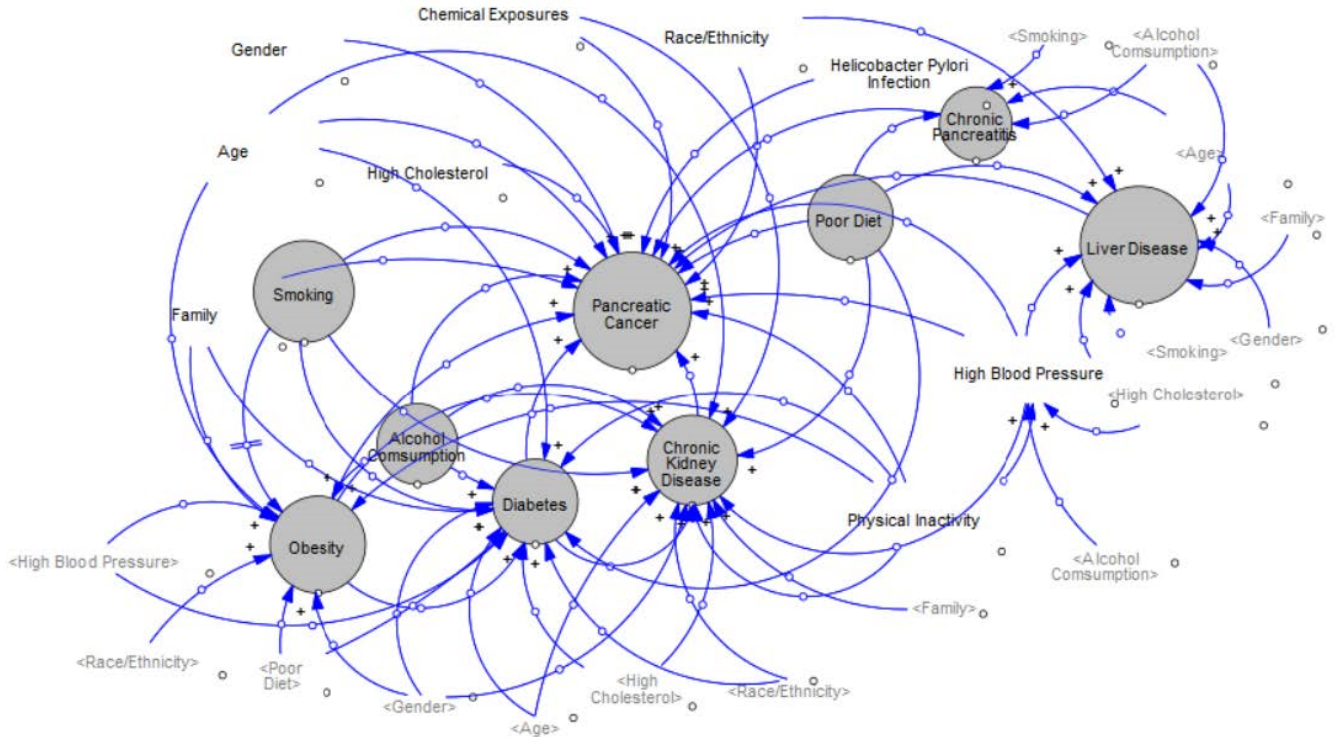 Chemical Exposures
Gender
Race/Ethnicity
<Smoking>
<Alcohol
Comsumption>
Helicobacter Pylori
Infection
Chronic
Pancreatitis
Age
High Cholesterol
<Age>
Poor Diet
<Family>
Liver Disease
Smoking
Pancreatic
Cancer
Family
<Smoking>
<Gender>
High Blood Pressure
<High Cholesterol>
Alcohol
Comsumption
Chronic
Kidney
Disease
Diabetes
Physical Inactivity
Obesity
<High Blood Pressure>
<Alcohol
Comsumption>
<Family>
<Race/Ethnicity>
<Poor
Diet>
<Gender>
<Age>
<High
Cholesterol>
<Race/Ethnicity>